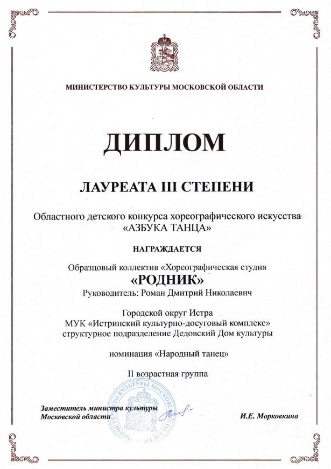 МИНИСТЕРСТВО КУЛЬТУРЫ МОСКОВСКОЙ ОБЛАСТИ
ДИПЛОМ
ЛАУРЕАТА III СТЕПЕНИ
Областного детского конкурса хореографического искусства
«АЗБУКА ТАНЦА»
НАГРАЖДАЕТСЯ
Образцовый коллектив «Хореографическая студия
«РОДНИК»
Руководитель: Роман Дмитрий Николаевич
Городской округ Истра
МУК «Истринский культурно-досуговый комплекс»
структурное подразделение Дедовский Дом культуры
номинация «Народный танец»
II возрастная группа
Заместитель министра культуры
Московской области
И.Е. Морковкина